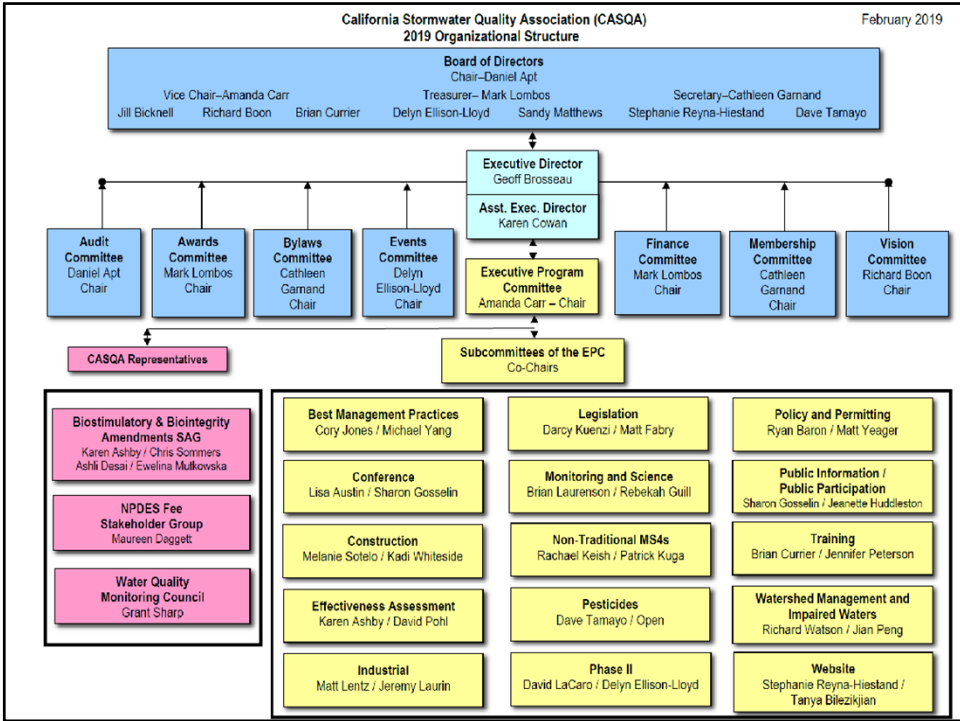 California Stormwater Quality Association (CASQA)
February 2019
2019 Organizational Structure
Board of Directors
Chair–Daniel Apt
Vice Chair–Amanda Carr
Treasurer– Mark Lombos
Secretary–Cathleen Garnand
Jill Bicknell
Richard Boon
Brian Currier
Delyn Ellison-Lloyd
Sandy Matthews
Stephanie Reyna-Hiestand
Dave Tamayo
Executive Director
Geoff Brosseau
Asst. Exec. Director
Karen Cowan
Audit
Committee
Daniel Apt
Chair
Awards
Committee
Mark Lombos
Chair
Bylaws
Committee
Cathleen
Garnand
Chair
Events
Committee
Delyn
Ellison-Lloyd
Chair
Executive Program
Committee
Amanda Carr – Chair
Finance
Committee
Mark Lombos
Chair
Membership
Committee
Cathleen
Garnand
Chair
Vision
Committee
Richard Boon
Chair
CASQA Representatives
Subcommittees of the EPC
Co-Chairs
Biostimulatory & Biointegrity
Amendments SAG
Karen Ashby / Chris Sommers
Ashli Desai / Ewelina Mutkowska
NPDES Fee
Stakeholder Group
Maureen Daggett
Water Quality
Monitoring Council
Grant Sharp
Best Management Practices
Cory Jones / Michael Yang
Conference
Lisa Austin / Sharon Gosselin
Construction
Melanie Sotelo / Kadi Whiteside
Effectiveness Assessment
Karen Ashby / David Pohl
Industrial
Matt Lentz / Jeremy Laurin
Legislation
Darcy Kuenzi / Matt Fabry
Monitoring and Science
Brian Laurenson / Rebekah Guill
Non-Traditional MS4s
Rachael Keish / Patrick Kuga
Pesticides
Dave Tamayo / Open
Phase II
David LaCaro / Delyn Ellison-Lloyd
Policy and Permitting
Ryan Baron / Matt Yeager
Public Information /
Public Participation
Sharon Gosselin / Jeanette Huddleston
Training
Brian Currier / Jennifer Peterson
Watershed Management and
Impaired Waters
Richard Watson / Jian Peng
Website
Stephanie Reyna-Hiestand /
Tanya Bilezikjian